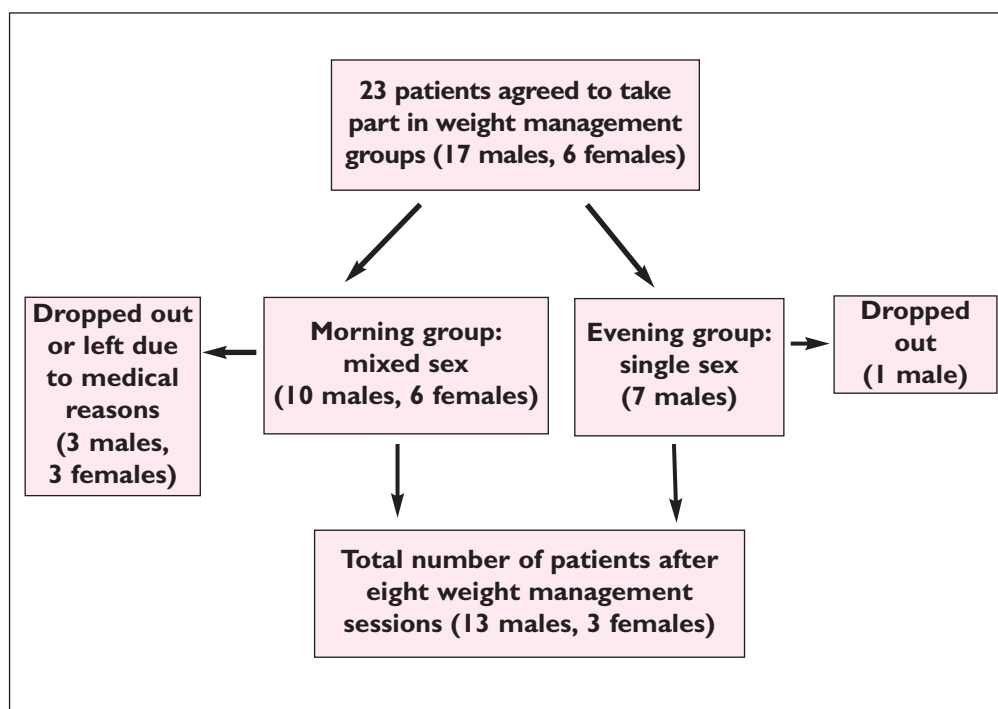 23 patients agreed to take
part in weight management
groups (17 males, 6 females)
Dropped out
or left due
to medical
reasons
(3 males,
3 females)
Morning group:
mixed sex
(10 males, 6 females)
Evening group:
single sex
(7 males)
Dropped
out
(1 male)
Total number of patients after
eight weight management
sessions (13 males, 3 females)